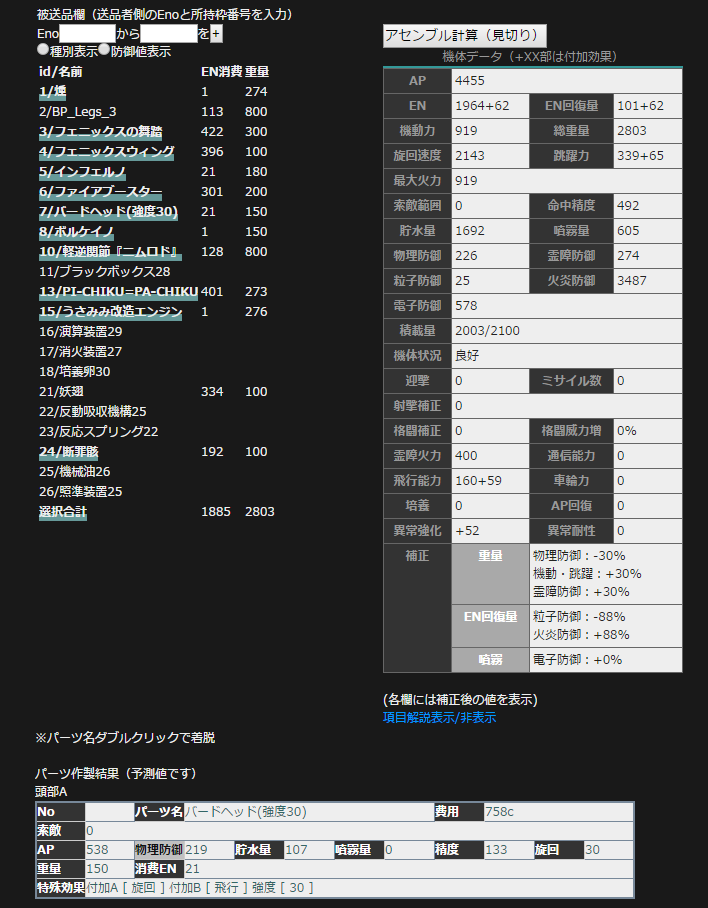 被送品欄（送品者側のEnoと所持枠番号を入力）
Eno から を +
種別表示 防御値表示
id/名前 EN消費 重量
1/燻 1 274
2/BP_Legs_3 113 800
3/フェニックスの舞踏 422 300
4/フェニックスウィング 396 100
5/インフェルノ 21 180
6/ファイアブースター 301 200
7/バードヘッド(強度30) 21 150
8/ボルケイノ 1 150
10/軽逆関節『ニムロド』 128 800
11/ブラックボックス28
13/PI-CHIKU=PA-CHIKU 401 273
15/うさみみ改造エンジン 1 276
16/演算装置29
17/消火装置27
18/培養卵30
21/妖翅 334 100
22/反動吸収機構25
23/反応スプリング22
24/断罪骸 192 100
25/機械油26
26/照準装置25
選択合計 1885 2803
※パーツ名ダブルクリックで着脱
アセンブル計算（見切り）
機体データ（+XX部は付加効果）
AP 4455
EN 1964+62 EN回復量 101+62
機動力 919 総重量 2803
旋回速度 2143 跳躍力 339+65
最大火力 919
索敵範囲 0 命中精度 492
貯水量 1692 噴霧量 605
物理防御 226 霊障防御 274
粒子防御 25 火炎防御 3487
電子防御 578
積載量 2003/2100
機体状況 良好
迎撃 0 ミサイル数 0
射撃補正 0
格闘補正 0 格闘威力増 0%
霊障火力 400 通信能力 0
飛行能力 160+59 車輪力 0
培養 0 AP回復 0
異常強化 +52 異常耐性 0
補正 重量 物理防御：-30%
機動・跳躍：+30%
霊障防御：+30%
EN回復量 粒子防御：-88%
火炎防御：+88%
噴霧 電子防御：+0%
(各欄には補正後の値を表示)
項目解説表示/非表示
パーツ作製結果（予測値です）
頭部A
No パーツ名 バードヘッド(強度30) 費用 758c
索敵 0
AP 538 物理防御 219 貯水量 107 噴霧量 0 精度 133 旋回 30
重量 150 消費EN 21
特殊効果 付加A [ 旋回 ] 付加B [ 飛行 ] 強度 [ 30 ]